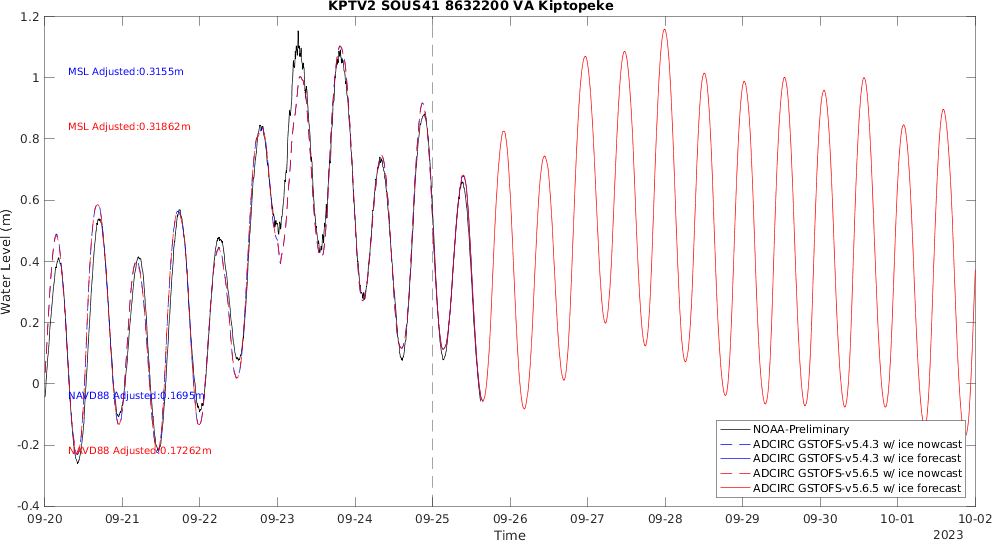 KPTV2 SOUS41 8632200 VA Kiptopeke
1.2
1
0.8
0.6
0.4
0.2
0
-0.2
-0.4
Water Level (m)
MSL Adjusted:0.3155m
MSL Adjusted:0.31862m
NAVD88 Adjusted:0.1695m
NAVD88 Adjusted:0.17262m
NOAA-Preliminary
ADCIRC GSTOFS-v5.4.3 w/ ice nowcast
ADCIRC GSTOFS-v5.4.3 w/ ice forecast
ADCIRC GSTOFS-v5.6.5 w/ ice nowcast
ADCIRC GSTOFS-v5.6.5 w/ ice forecast
09-20 09-21 09-22 09-23 09-24 09-25 09-26 09-27 09-28 09-29 09-30 10-01 10-02
Time
2023